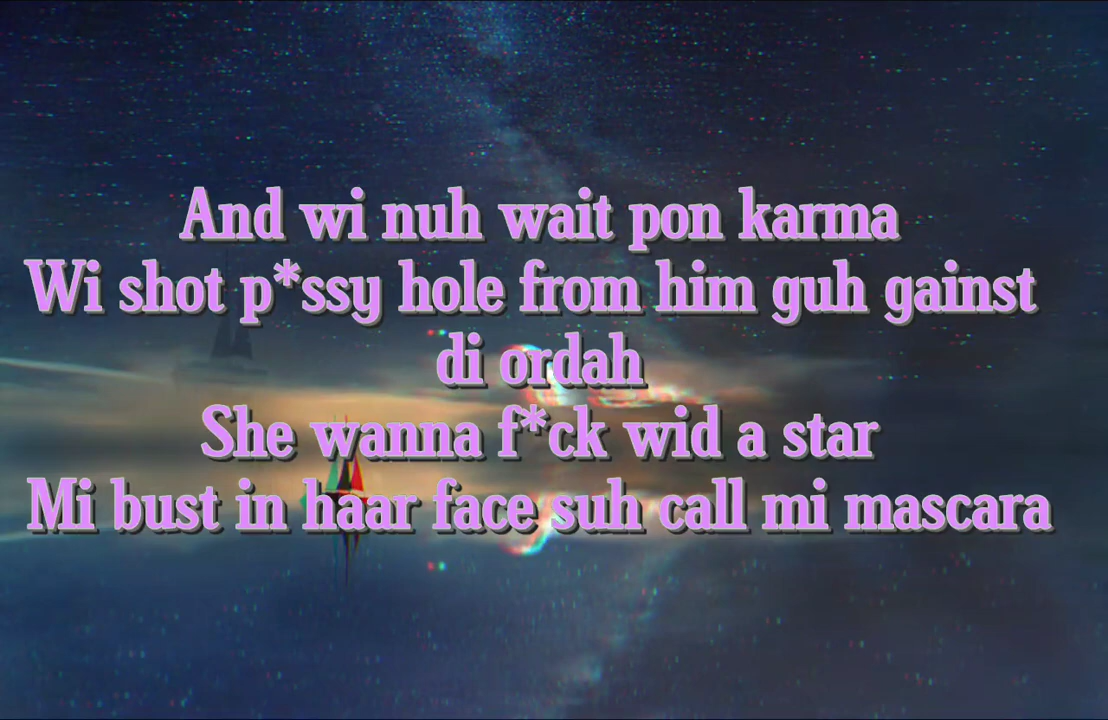 And wi nuh wait pon karma
Wi shot p*ssy hole from him guh gainst
di ordah
She wanna f*ck wid a star
Mi bust in haar face suh call mi mascara